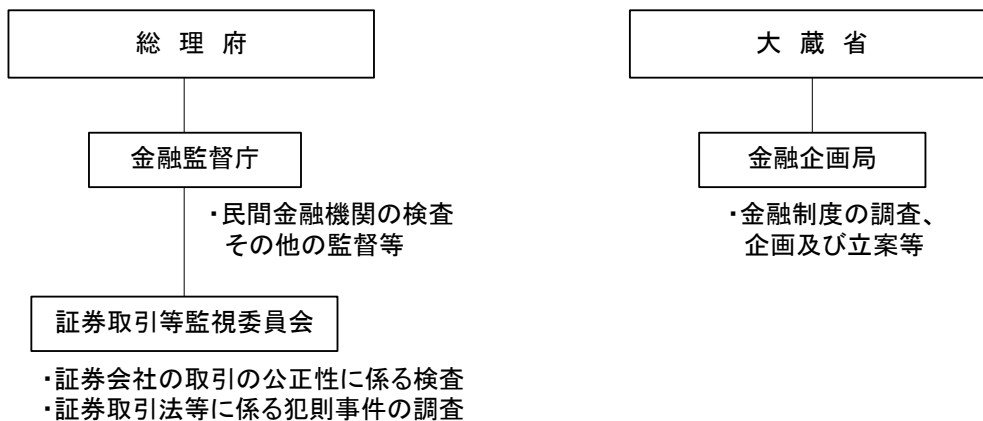 総理府
大蔵省
金融監督庁
金融企画局
・民間金融機関の検査
その他の監督等
・金融制度の調査、
企画及び立案等
証券取引等監視委員会
・証券会社の取引の公正性に係る検査
・証券取引法等に係る犯則事件の調査